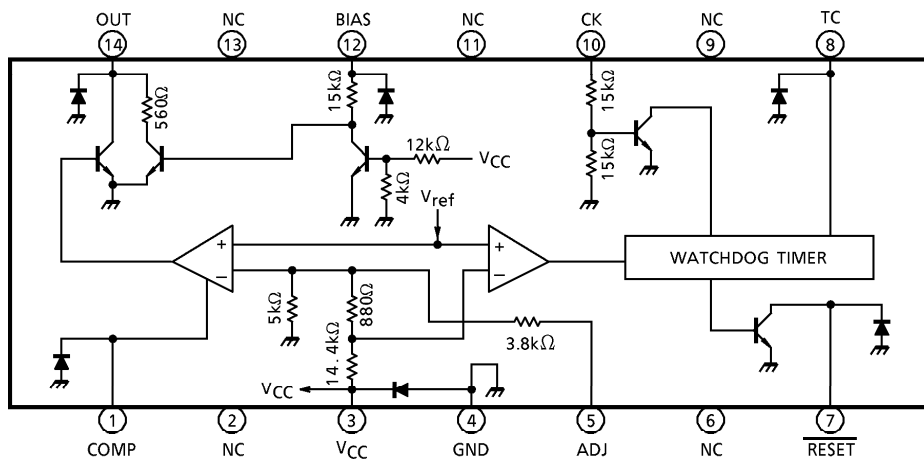 OUT NC BIAS NC CK NC TC
14 13 12 11 10 9 8
560Ω
15kΩ
15kΩ
15kΩ
12kΩ
VCC
4kΩ
Vref
+ +
− −
WATCHDOG TIMER
5kΩ
880Ω
3.8kΩ
14.4kΩ
VCC
1 2 3 4 5 6 7
COMP NC VCC GND ADJ NC RESET